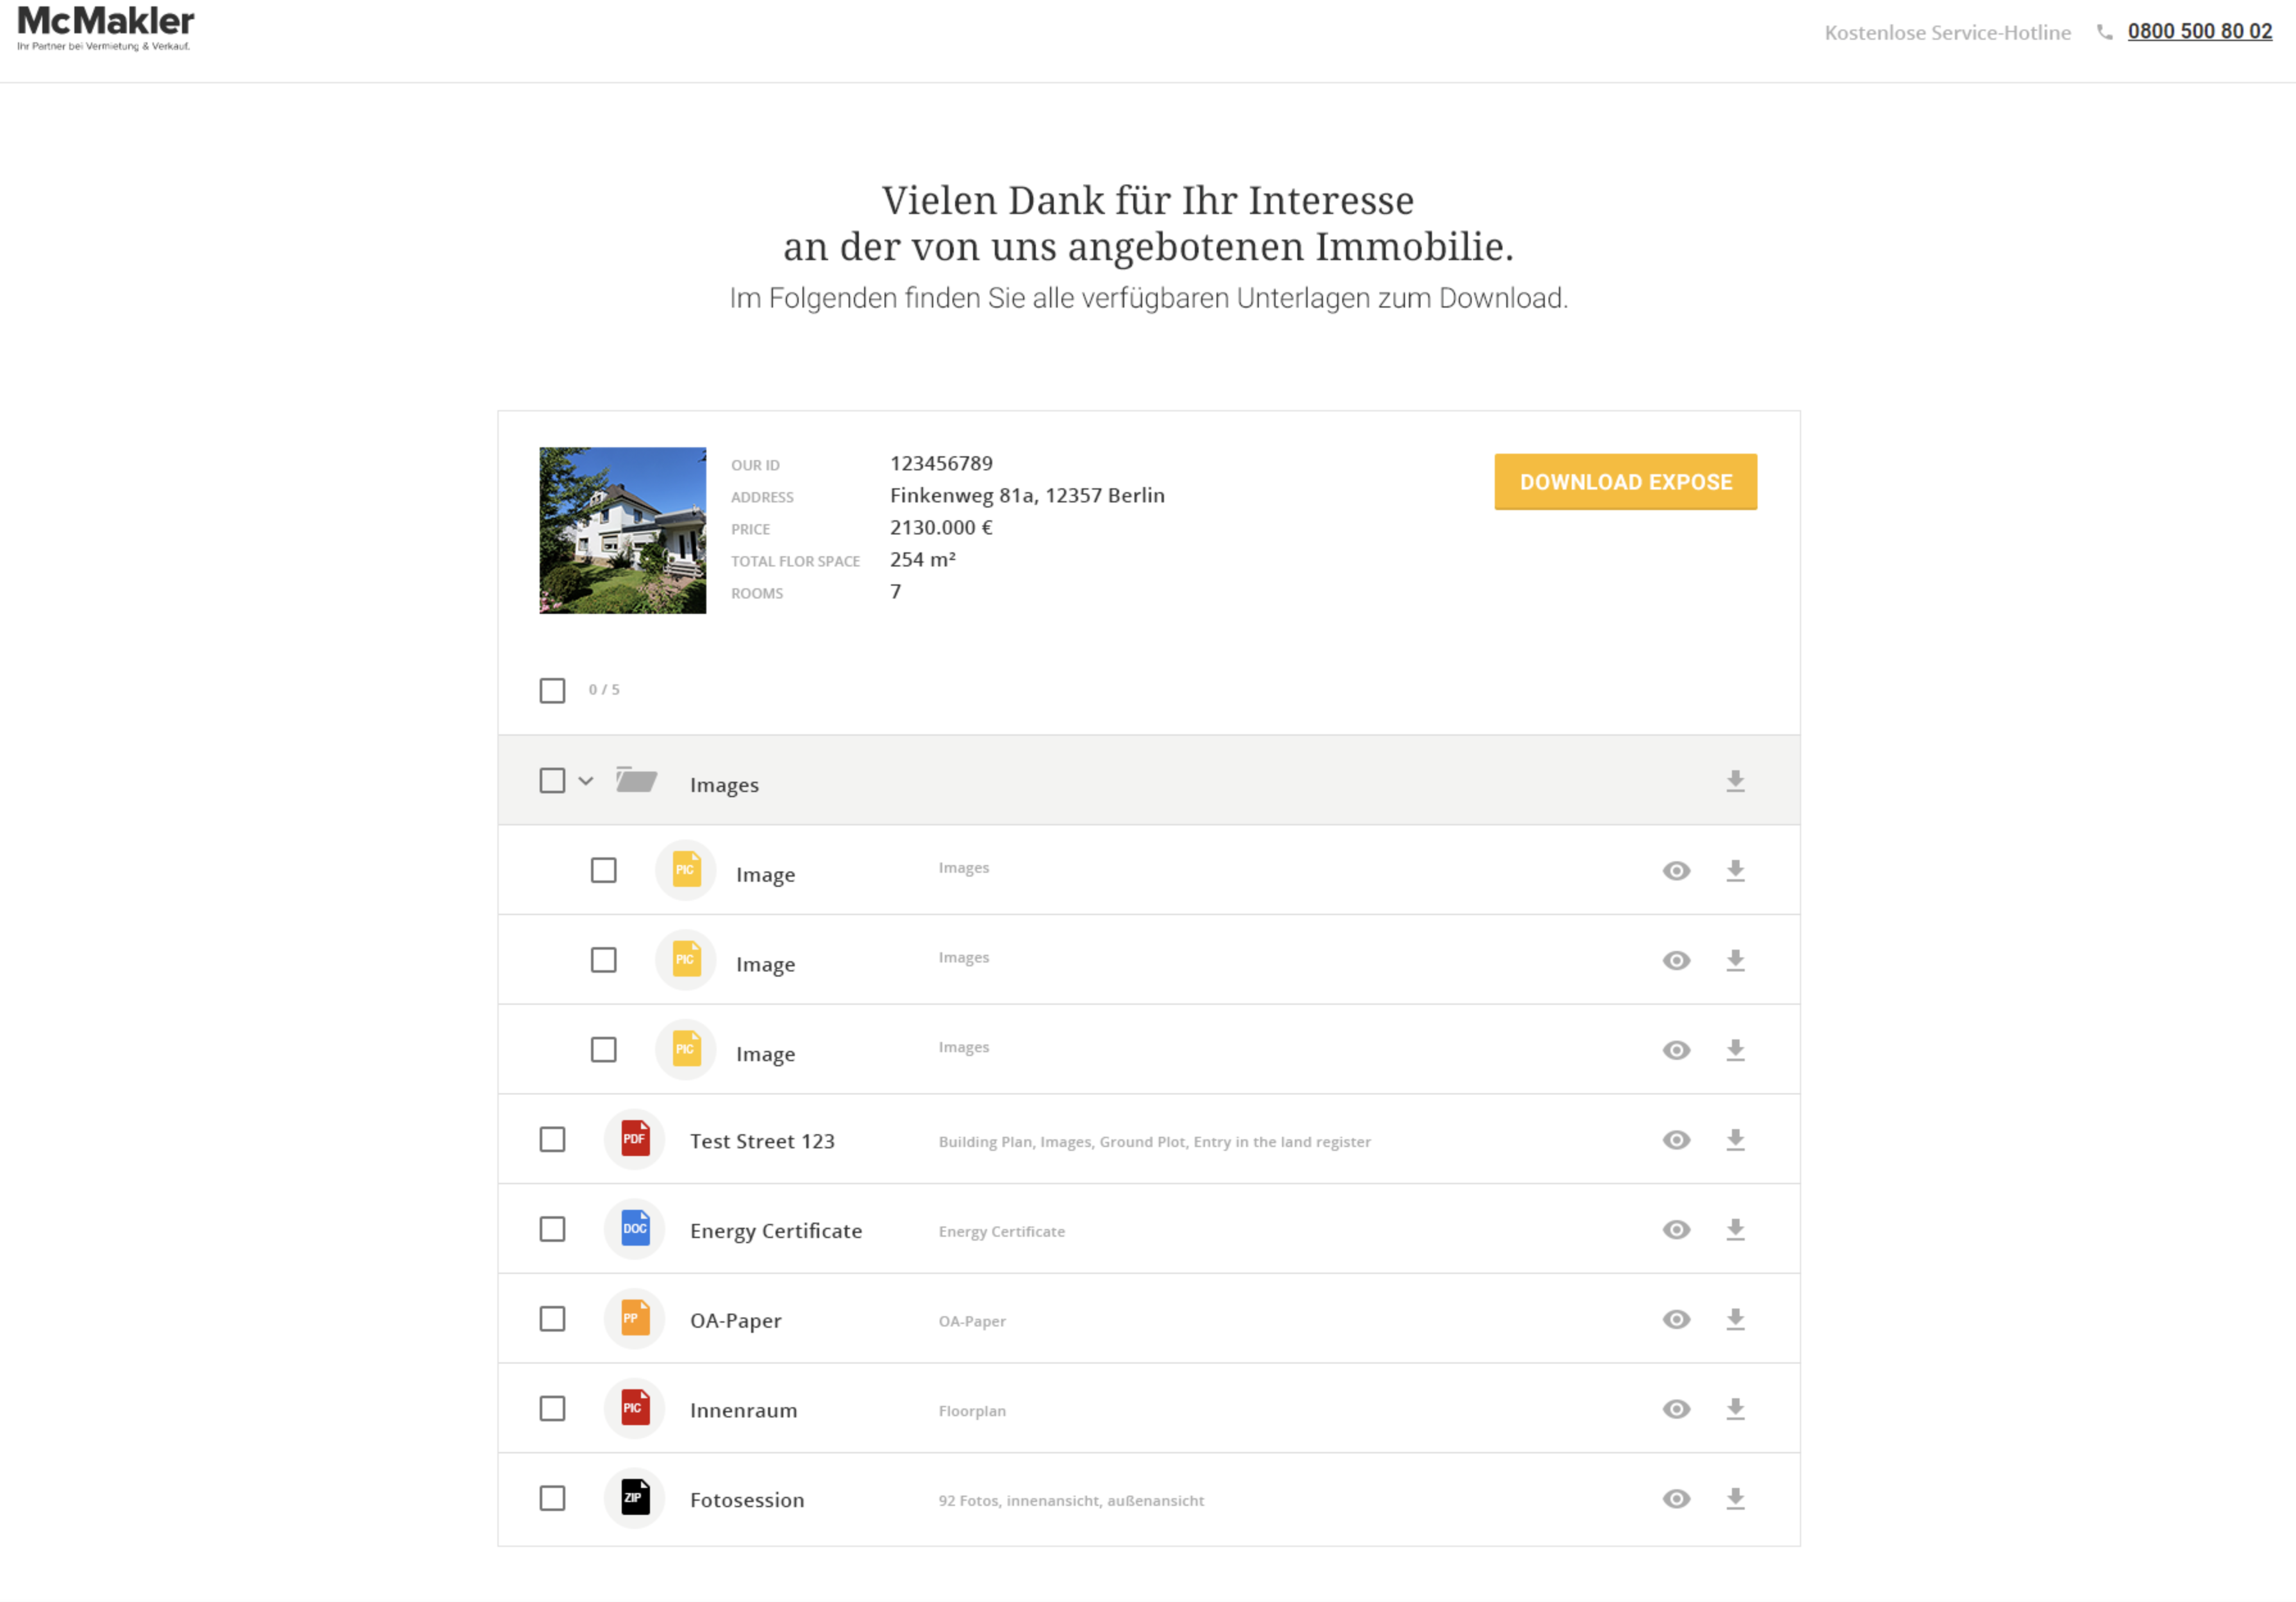 McMakler
Ihr Partner bei Vermietung & Verkauf.
Kostenlose Service-Hotline 0800 500 80 02
Vielen Dank für Ihr Interesse
an der von uns angebotenen Immobilie.
Im Folgenden finden Sie alle verfügbaren Unterlagen zum Download.
OUR ID 123456789
ADDRESS Finkenweg 81a, 12357 Berlin
PRICE 2130.000 €
TOTAL FLOR SPACE 254 m²
ROOMS 7
DOWNLOAD EXPOSE
0 / 5
Images
PIC Image Images
PIC Image Images
PIC Image Images
PDF Test Street 123 Building Plan, Images, Ground Plot, Entry in the land register
DOC Energy Certificate Energy Certificate
PP OA-Paper OA-Paper
PIC Innenraum Floorplan
ZIP Fotosession 92 Fotos, innenansicht, außenansicht